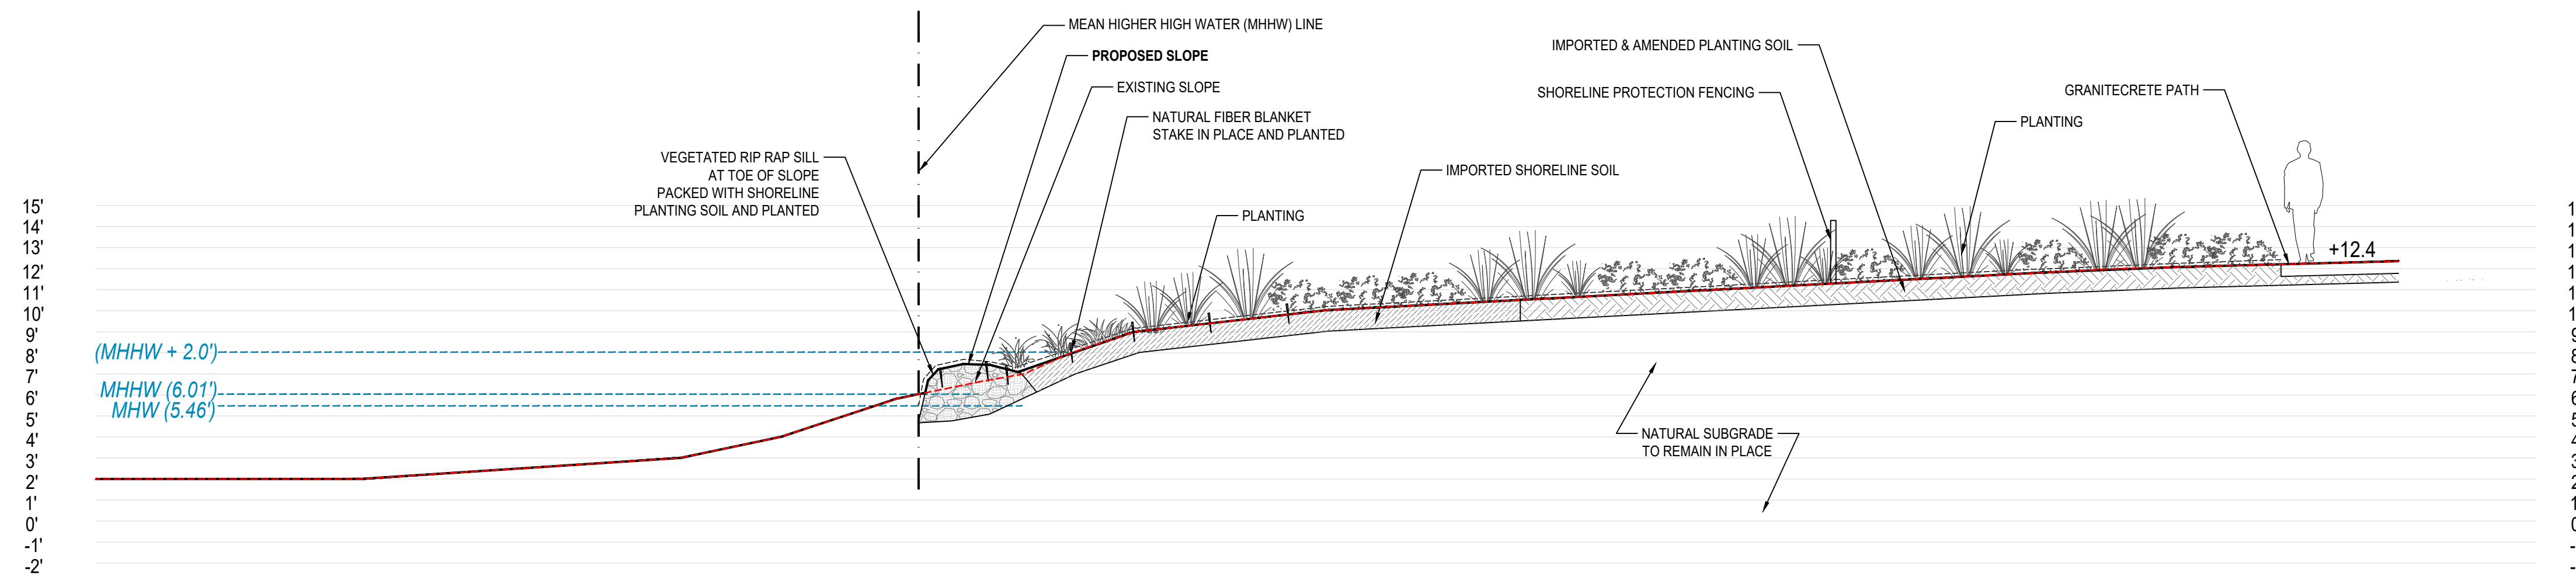 MEAN HIGHER HIGH WATER (MHHW) LINE
PROPOSED SLOPE
EXISTING SLOPE
NATURAL FIBER BLANKET
STAKE IN PLACE AND PLANTED
VEGETATED RIP RAP SILL
AT TOE OF SLOPE
PACKED WITH SHORELINE
PLANTING SOIL AND PLANTED
IMPORTED SHORELINE SOIL
PLANTING
IMPORTED & AMENDED PLANTING SOIL
SHORELINE PROTECTION FENCING
GRANITECRETE PATH
PLANTING
+12.4
NATURAL SUBGRADE
TO REMAIN IN PLACE
(MHHW + 2.0')
MHHW (6.01')
MHW (5.46')
15'
14'
13'
12'
11'
10'
9'
8'
7'
6'
5'
4'
3'
2'
1'
0'
-1'
-2'